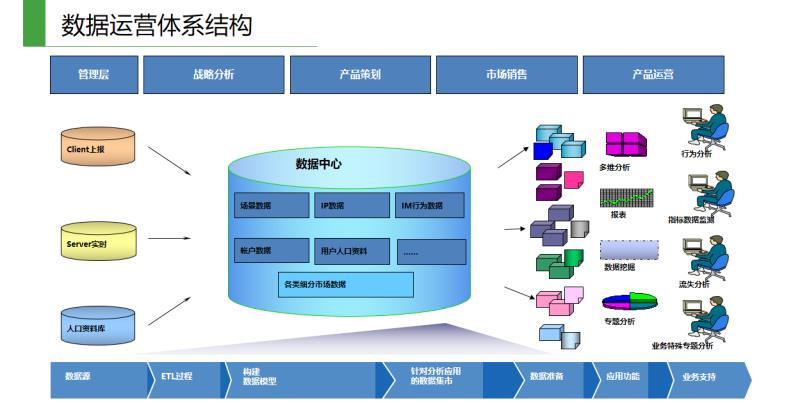 数据运营体系结构
管理层
战略分析
产品策划
市场销售
产品运营
Client上报
Server实时
人口资料库
数据中心
场景数据
IP数据
IM行为数据
帐户数据
用户人口资料
......
各类细分市场数据
多维分析
报表
数据挖掘
专题分析
行为分析
指标数据监测
流失分析
业务特殊专题分析
数据源
ETL过程
构建
数据模型
针对分析应用
的数据集市
数据准备
应用功能
业务支持